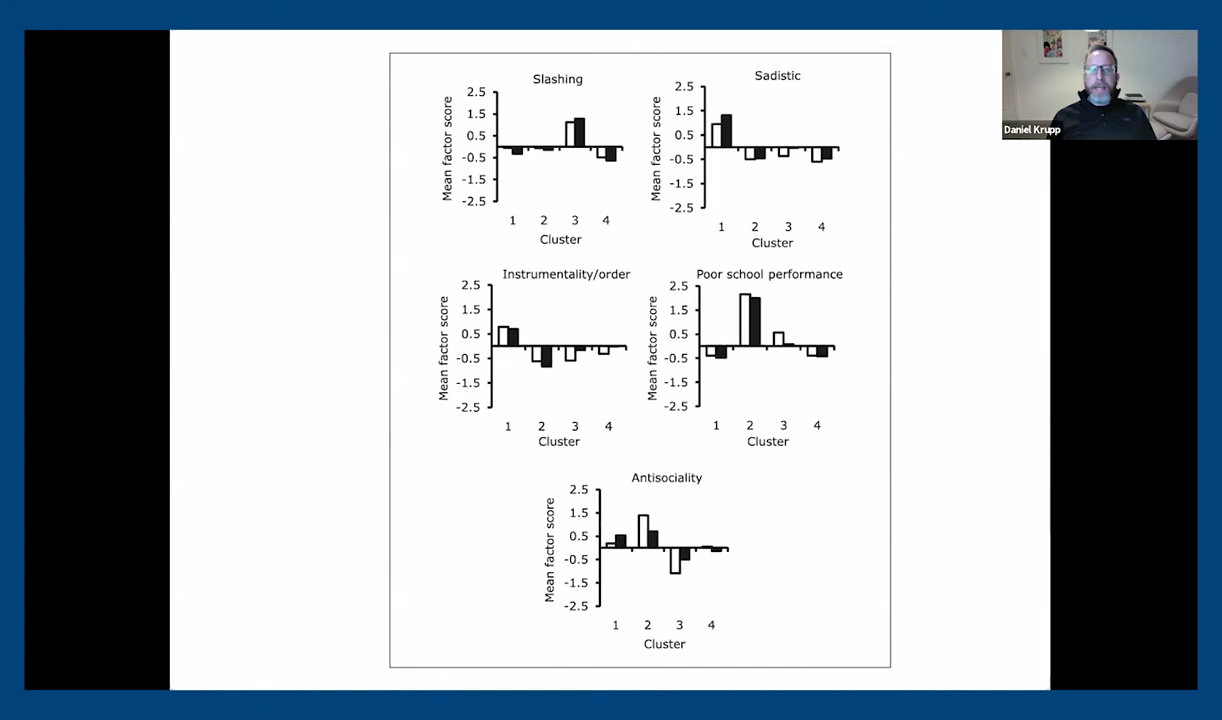 Daniel Krupp
Slashing
2.5
1.5
0.5
-0.5
-1.5
-2.5
Mean factor score
1 2 3 4
Cluster
Sadistic
2.5
1.5
0.5
-0.5
-1.5
-2.5
Mean factor score
1 2 3 4
Cluster
Instrumentality/order
2.5
1.5
0.5
-0.5
-1.5
-2.5
Mean factor score
1 2 3 4
Cluster
Poor school performance
2.5
1.5
0.5
-0.5
-1.5
-2.5
Mean factor score
1 2 3 4
Cluster
Antisociality
2.5
1.5
0.5
-0.5
-1.5
-2.5
Mean factor score
1 2 3 4
Cluster